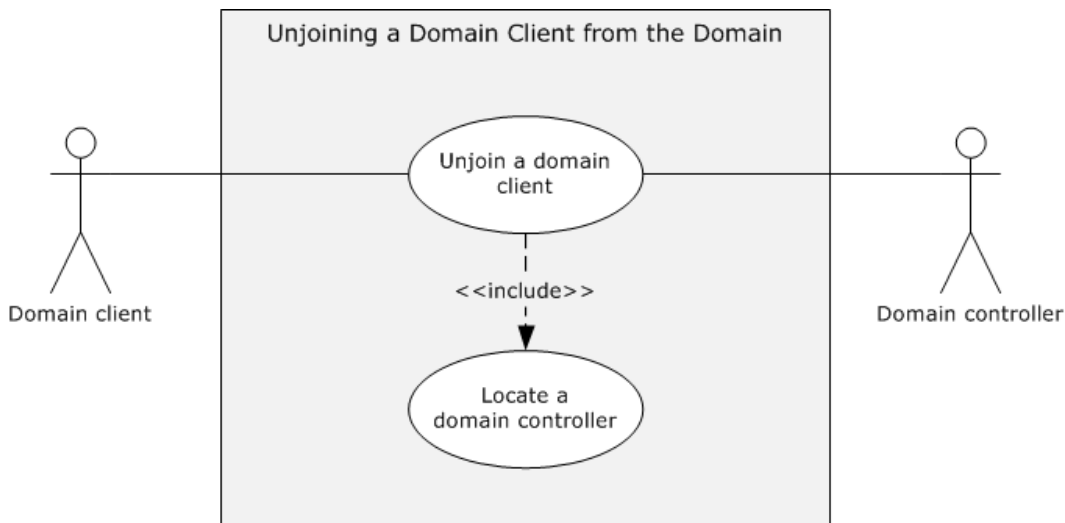 Unjoining a Domain Client from the Domain
Unjoin a domain
client
<<include>>
Domain client
Domain controller
Locate a
domain controller